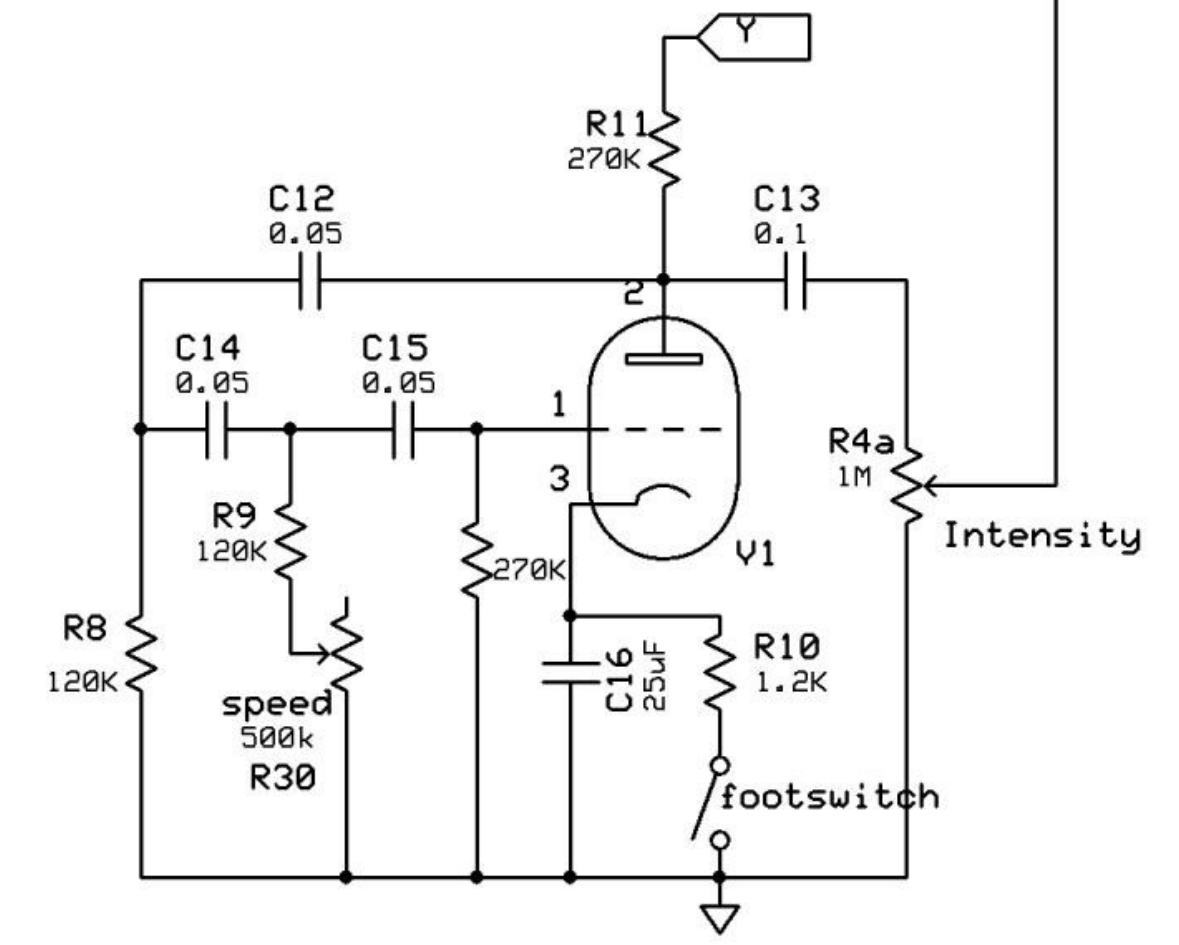 Y
R11
270K
C12
0.05
C13
0.1
2
C14
0.05
C15
0.05
1
3
R4a
1M
Intensity
R9
120K
270K
V1
R8
120K
speed
500k
R30
C16
25uF
R10
1.2K
footswitch